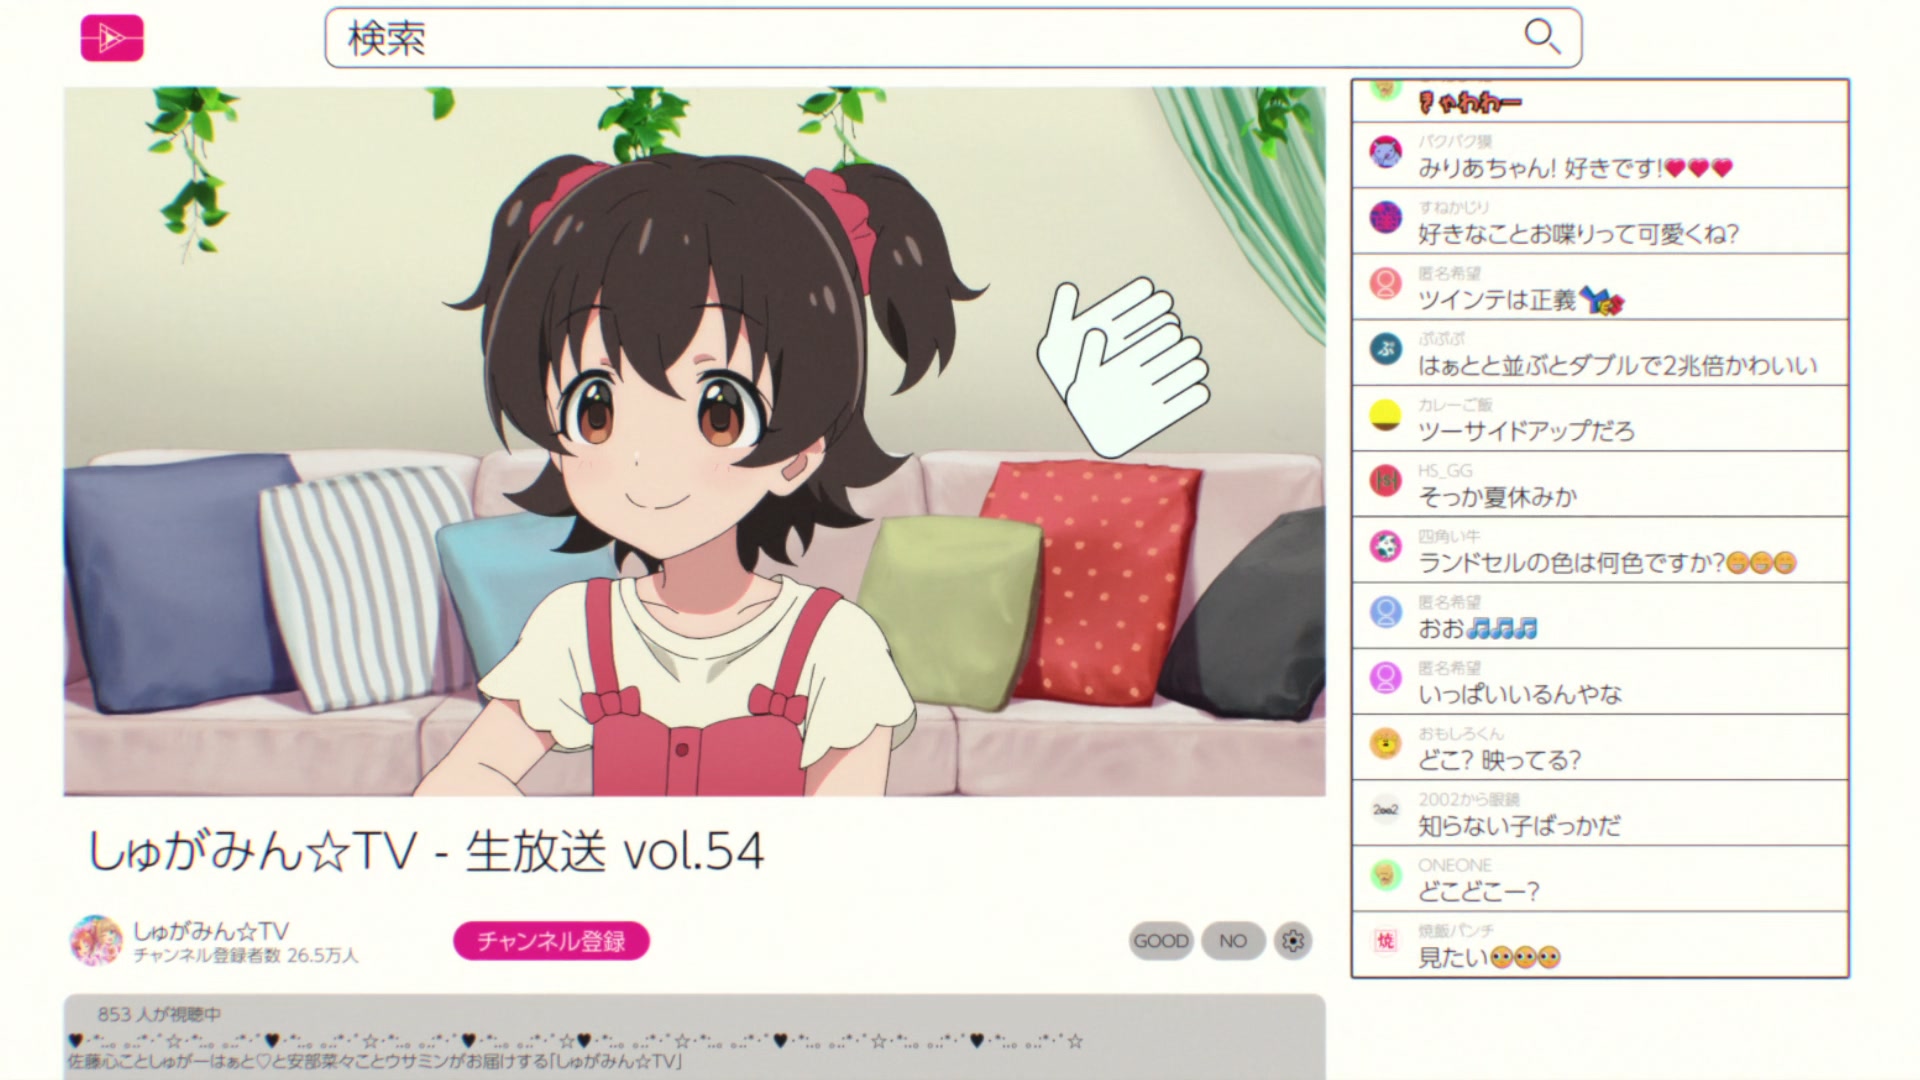 検索
きゃわわー
バクバク獏
みりあちゃん! 好きです!❤❤❤
すねかじり
好きなことお喋りって可愛くね?
匿名希望
ツインテは正義
ぷぷぷ
ぷ
はぁとと並ぶとダブルで2兆倍かわいい
カレーご飯
ツーサイドアップだろ
HS_GG
そっか夏休みか
四角い牛
ランドセルの色は何色ですか?😁😁😁
匿名希望
おお🎵🎵🎵
匿名希望
いっぱいいるんやな
おもしろくん
どこ? 映ってる?
2002から眼鏡
2002
知らない子ばっかだ
ONEONE
どこどこー?
焼飯パンチ
焼
見たい
しゅがみん☆TV - 生放送 vol.54
しゅがみん☆TV
チャンネル登録者数 26.5万人
チャンネル登録
GOOD
NO
853 人が視聴中
佐藤心ことしゅがーはぁと♡と安部菜々ことウサミンがお届けする｢しゅがみん☆TV｣